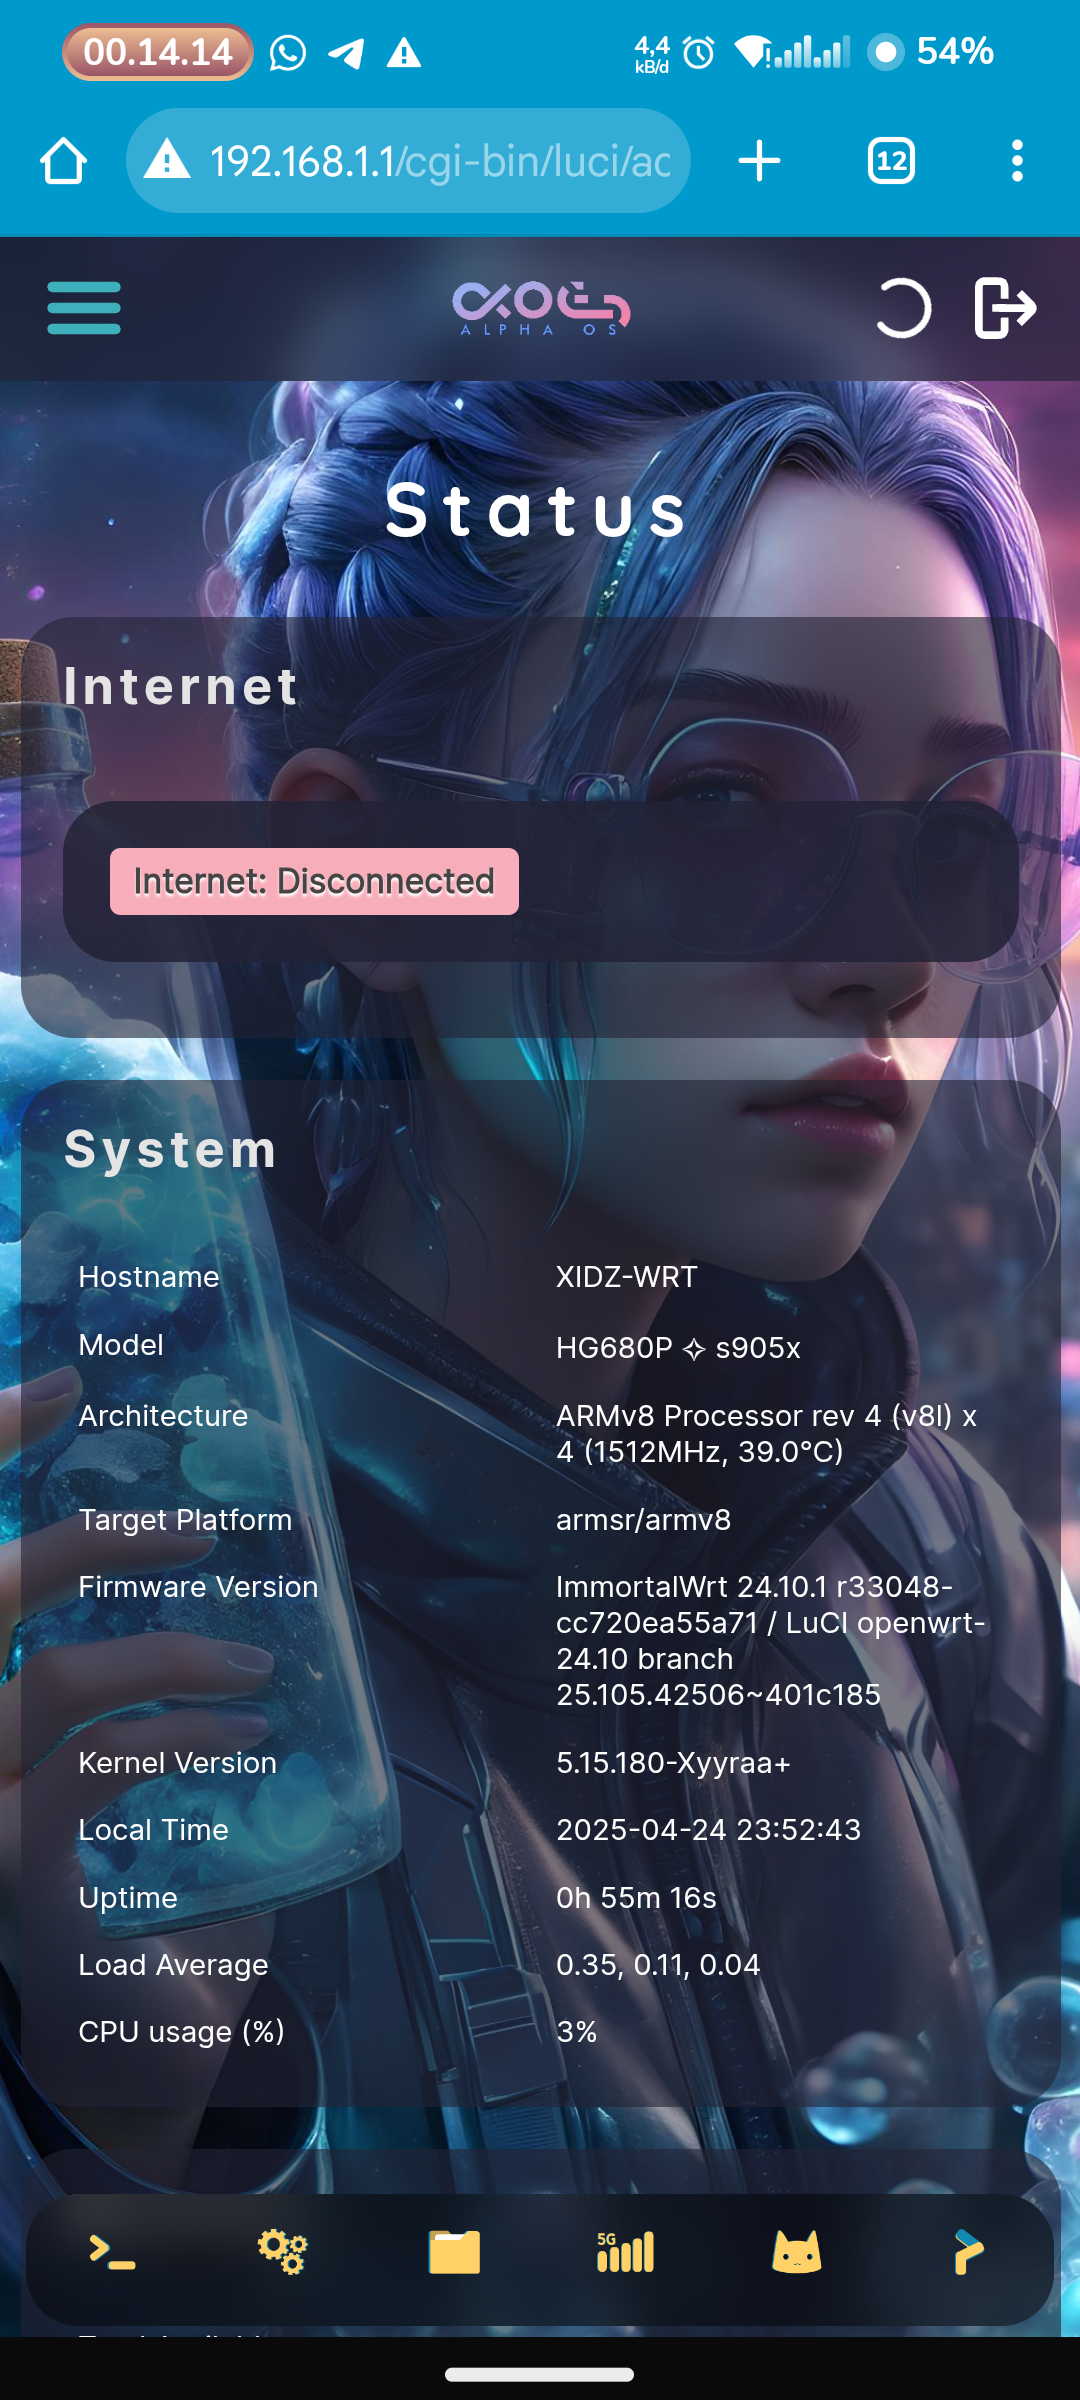 00.14.14
4,4
kB/d
54%
192.168.1.1/cgi-bin/luci/ad
12
ALPHA OS
Status
Internet
Internet: Disconnected
System
Hostname XIDZ-WRT
Model HG680P ✧ s905x
Architecture ARMv8 Processor rev 4 (v8l) x
4 (1512MHz, 39.0°C)
Target Platform armsr/armv8
Firmware Version ImmortalWrt 24.10.1 r33048-
cc720ea55a71 / LuCI openwrt-
24.10 branch
25.105.42506~401c185
Kernel Version 5.15.180-Xyyraa+
Local Time 2025-04-24 23:52:43
Uptime 0h 55m 16s
Load Average 0.35, 0.11, 0.04
CPU usage (%) 3%
5G